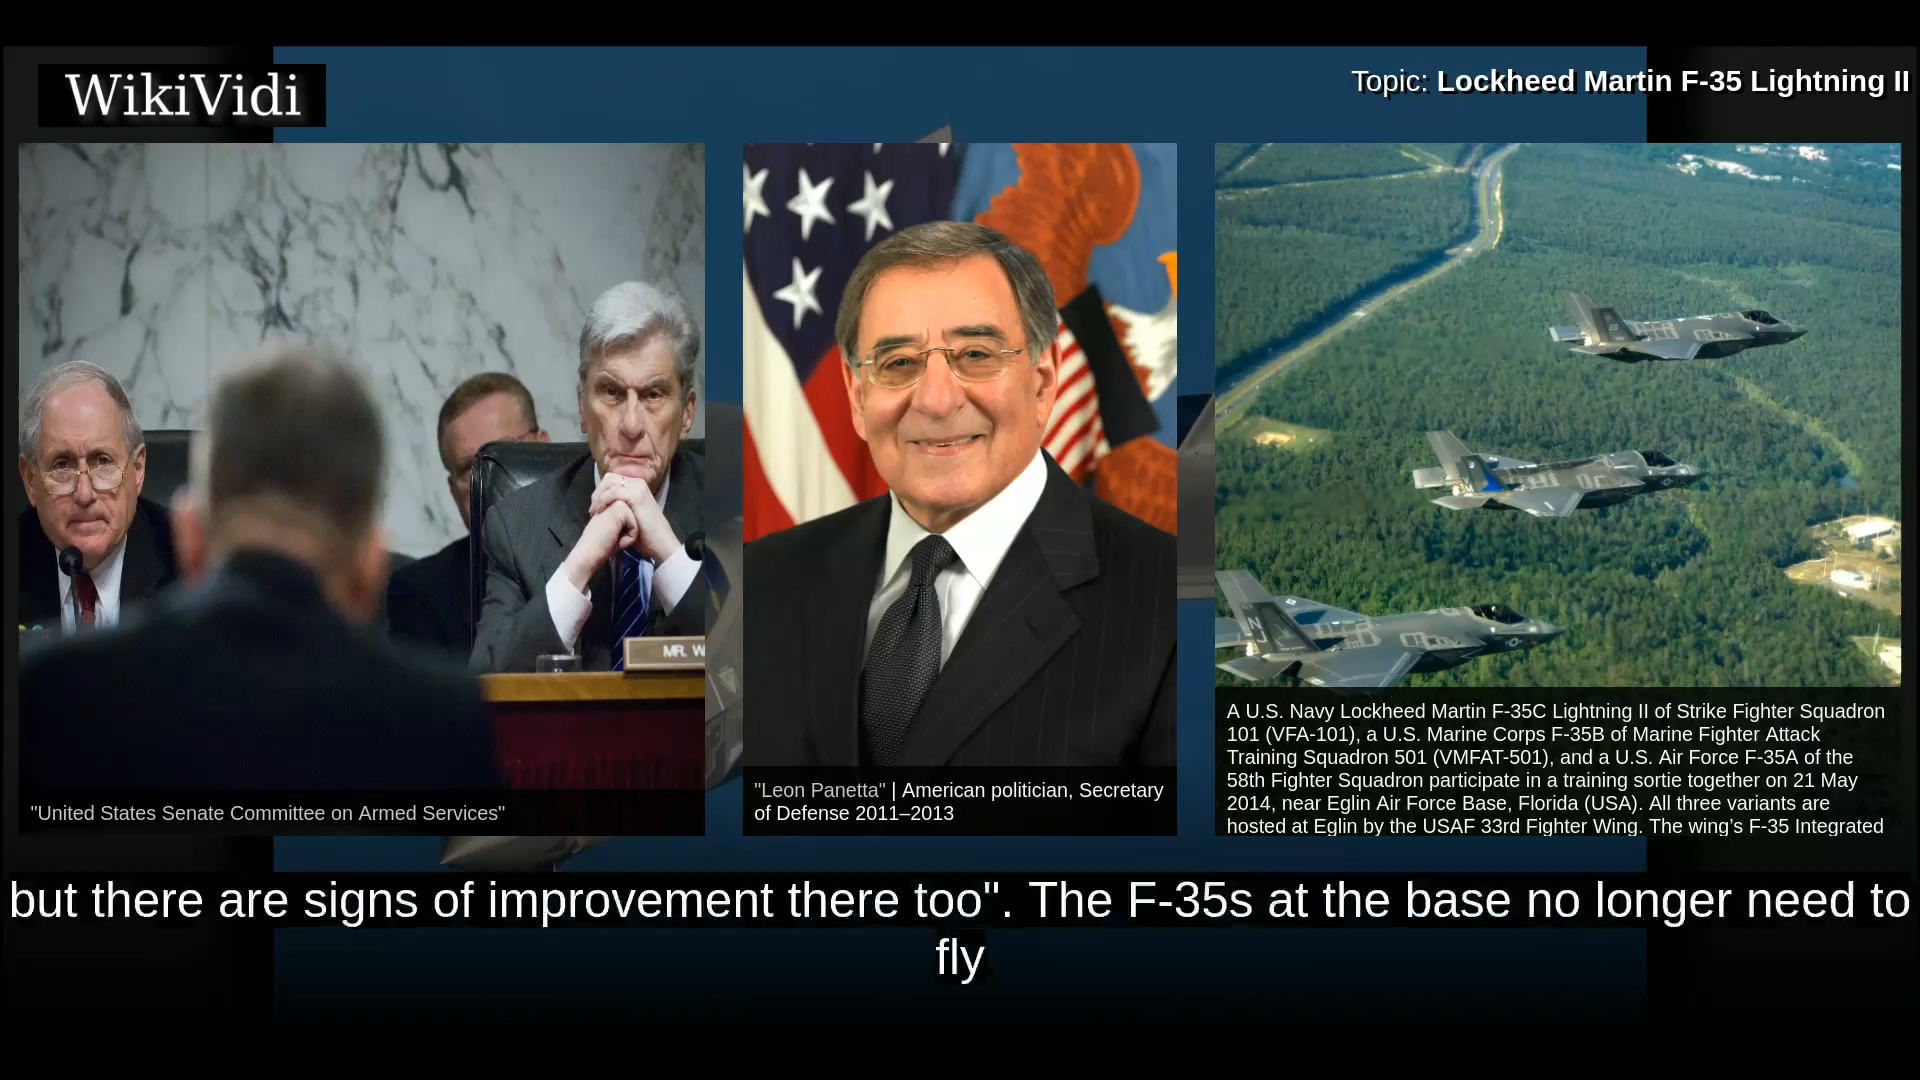 WikiVidi
Topic: Lockheed Martin F-35 Lightning II
MR. W
"United States Senate Committee on Armed Services"
"Leon Panetta" | American politician, Secretary
of Defense 2011–2013
A U.S. Navy Lockheed Martin F-35C Lightning II of Strike Fighter Squadron
101 (VFA-101), a U.S. Marine Corps F-35B of Marine Fighter Attack
Training Squadron 501 (VMFAT-501), and a U.S. Air Force F-35A of the
58th Fighter Squadron participate in a training sortie together on 21 May
2014, near Eglin Air Force Base, Florida (USA). All three variants are
hosted at Eglin by the USAF 33rd Fighter Wing. The wing’s F-35 Integrated
but there are signs of improvement there too". The F-35s at the base no longer need to
fly